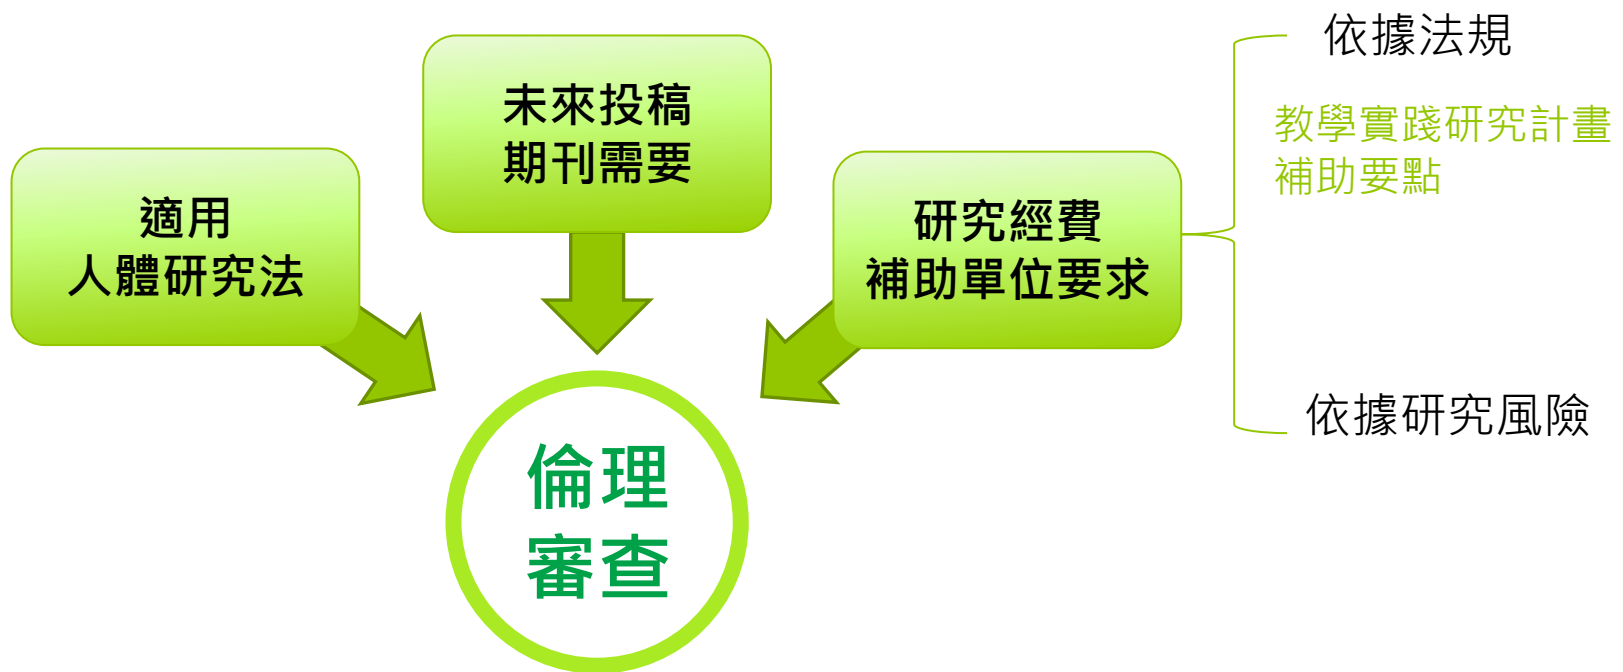 適用
人體研究法
未來投稿
期刊需要
研究經費
補助單位要求
依據法規
教學實踐研究計畫
補助要點
依據研究風險
倫理
審查